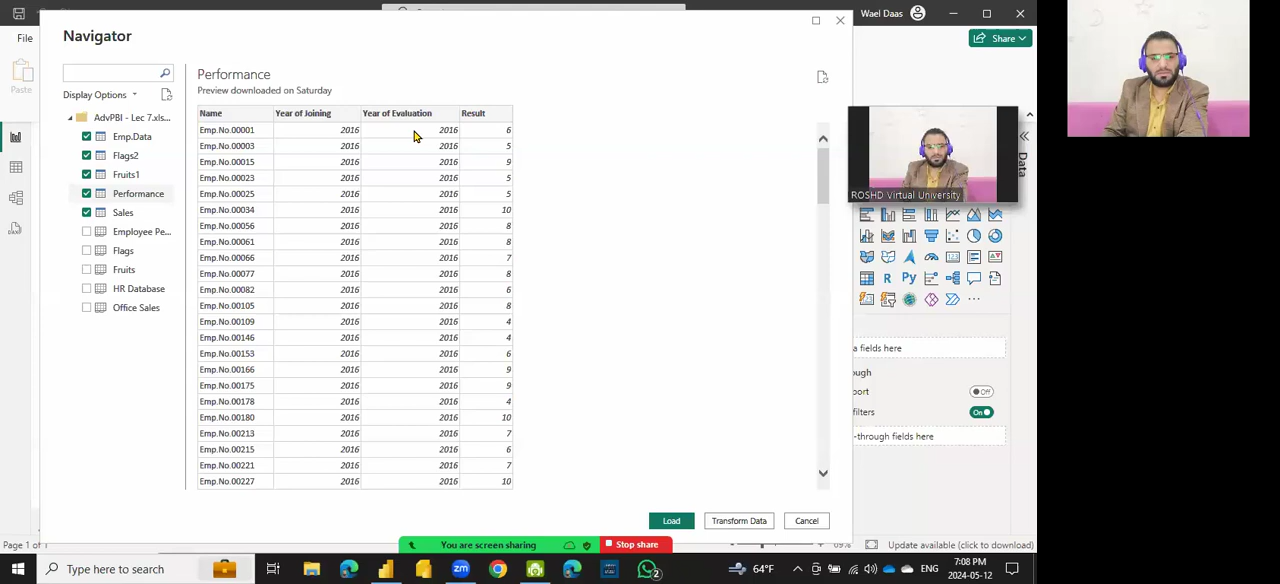 Wael Daas
File
Share
Paste
Navigator
Display Options
AdvPBI - Lec 7.xls...
Emp.Data
Flags2
Fruits1
Performance
Sales
Employee Pe...
Flags
Fruits
HR Database
Office Sales
Performance
Preview downloaded on Saturday
Name Year of Joining Year of Evaluation Result
Emp.No.00001 2016 2016 6
Emp.No.00003 2016 2016 5
Emp.No.00015 2016 2016 9
Emp.No.00023 2016 2016 5
Emp.No.00025 2016 2016 5
Emp.No.00034 2016 2016 10
Emp.No.00056 2016 2016 8
Emp.No.00061 2016 2016 8
Emp.No.00066 2016 2016 7
Emp.No.00077 2016 2016 8
Emp.No.00082 2016 2016 6
Emp.No.00105 2016 2016 8
Emp.No.00109 2016 2016 4
Emp.No.00146 2016 2016 4
Emp.No.00153 2016 2016 6
Emp.No.00166 2016 2016 9
Emp.No.00175 2016 2016 9
Emp.No.00178 2016 2016 4
Emp.No.00180 2016 2016 10
Emp.No.00213 2016 2016 7
Emp.No.00215 2016 2016 6
Emp.No.00221 2016 2016 7
Emp.No.00227 2016 2016 10
Load Transform Data Cancel
ROSHD Virtual University
Data
R Py
a fields here
ough
port Off
filters On
-through fields here
Page 1 of
You are screen sharing Stop share
69%
Update available (click to download)
Type here to search
2
64°F
ENG
7:08 PM
2024-05-12